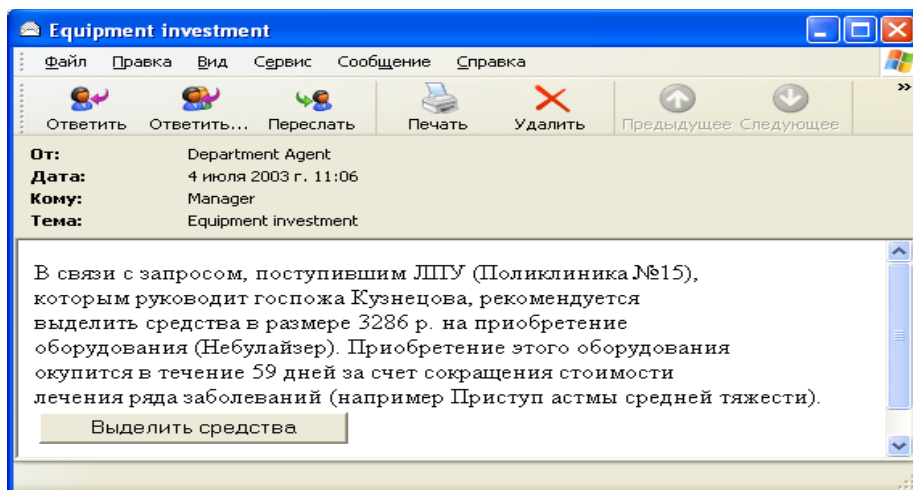 Equipment investment
Файл Правка Вид Сервис Сообщение Справка
Ответить Ответить... Переслать Печать Удалить Предыдущее Следующее
От: Department Agent
Дата: 4 июля 2003 г. 11:06
Кому: Manager
Тема: Equipment investment
В связи с запросом, поступившим ЛПУ (Поликлиника №15),
которым руководит госпожа Кузнецова, рекомендуется
выделить средства в размере 3286 р. на приобретение
оборудования (Небулайзер). Приобретение этого оборудования
окупится в течение 59 дней за счет сокращения стоимости
лечения ряда заболеваний (например Приступ астмы средней тяжести).
Выделить средства